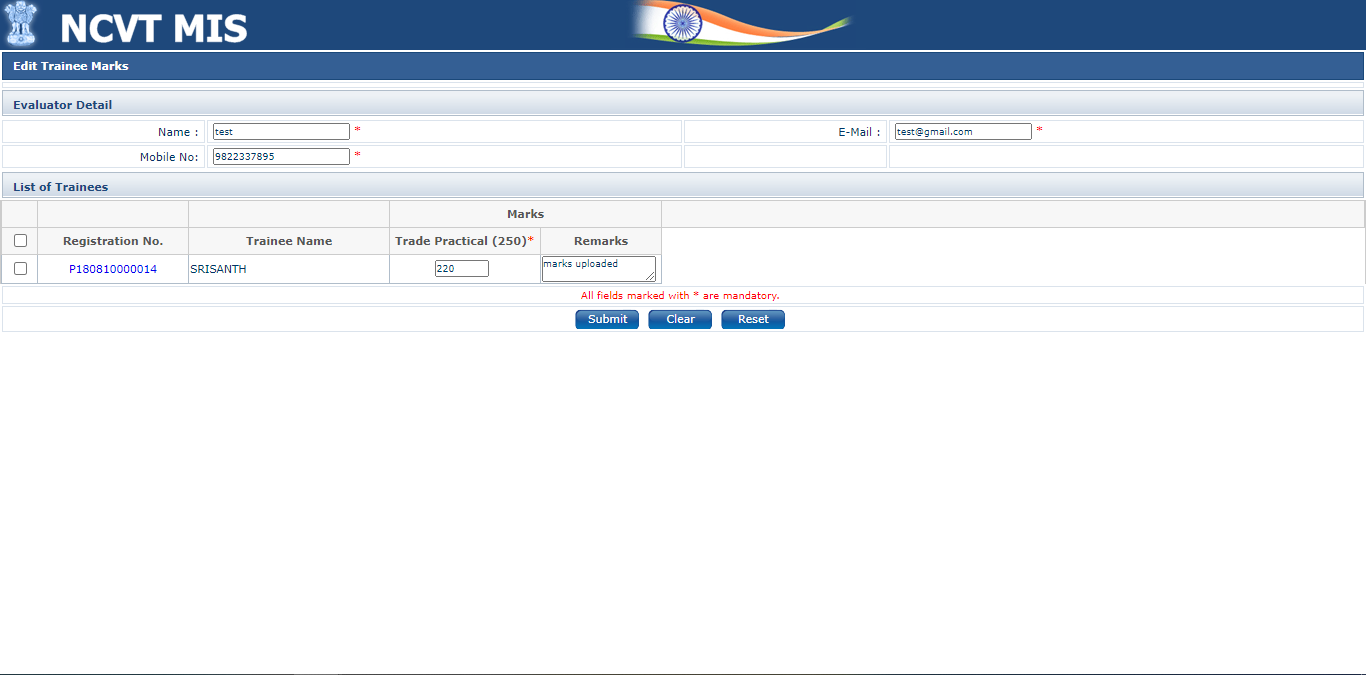 NCVT MIS
Edit Trainee Marks
Evaluator Detail
Name : test * E-Mail : test@gmail.com *
Mobile No: 9822337895 *
List of Trainees
Marks
Registration No. Trainee Name Trade Practical (250)* Remarks
P180810000014 SRISANTH 220 marks uploaded
All fields marked with * are mandatory.
Submit Clear Reset